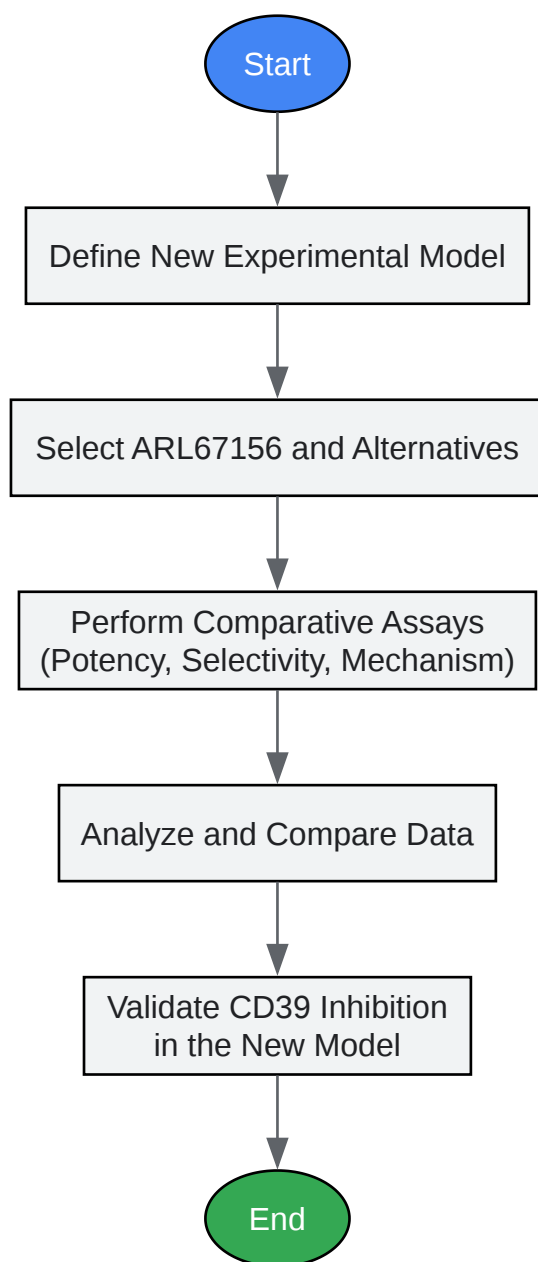 Start
Define New Experimental Model
Select ARL67156 and Alternatives
Perform Comparative Assays
(Potency, Selectivity, Mechanism)
Analyze and Compare Data
Validate CD39 Inhibition
in the New Model
End